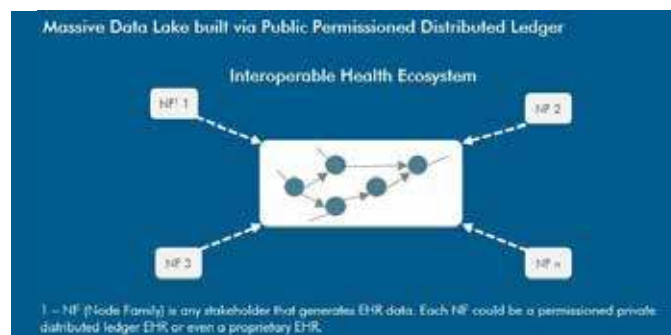 Massive Data Lake built via Public Permissioned Distributed Ledger
Interoperable Health Ecosystem
NF¹ 1
NF 2
NF 3
NF n
1 – NF (Node Family) is any stakeholder that generates EHR data. Each NF could be a permissioned private
distributed ledger EHR or even a proprietary EHR.